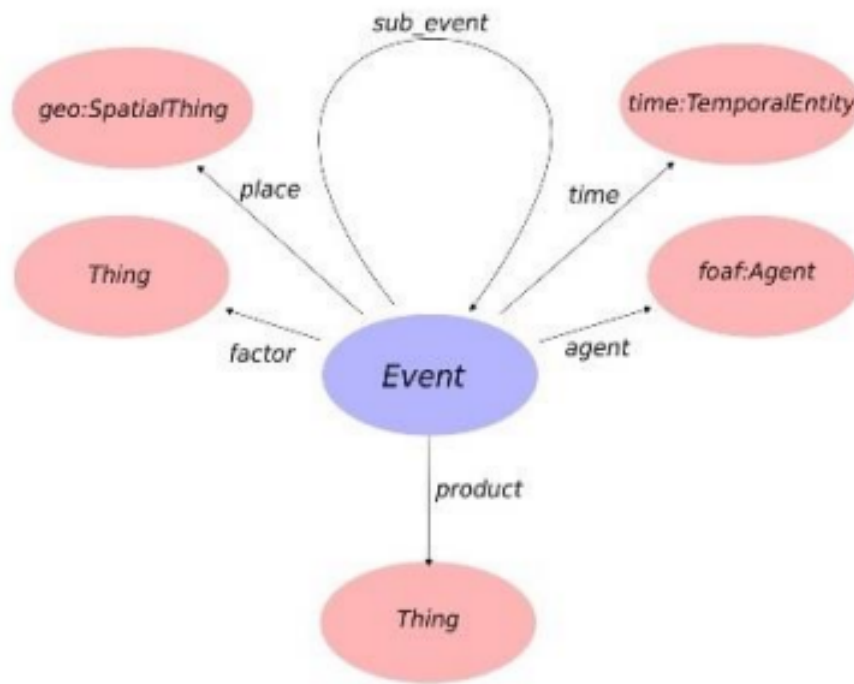 sub_event
geo:SpatialThing
time:TemporalEntity
place
time
Thing
foaf:Agent
factor
agent
Event
product
Thing